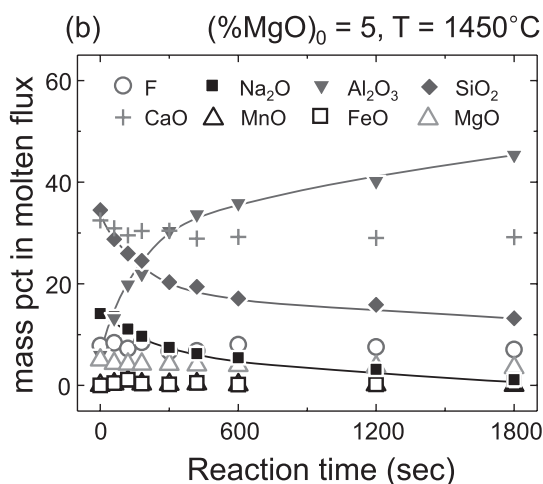 (b) (%MgO)₀ = 5, T = 1450°C
mass pct in molten flux
60
40
20
0
F Na₂O Al₂O₃ SiO₂
CaO MnO FeO MgO
0 600 1200 1800
Reaction time (sec)